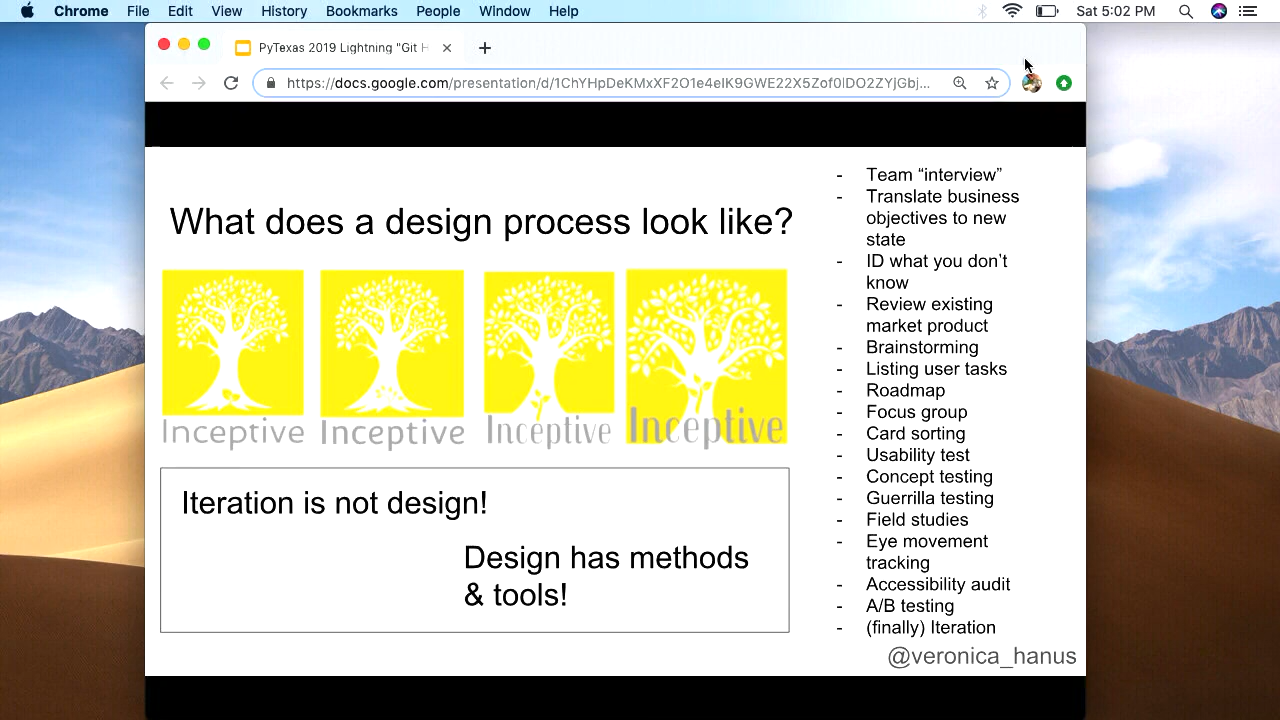 Chrome File Edit View History Bookmarks People Window Help Sat 5:02 PM
PyTexas 2019 Lightning "Git H
https://docs.google.com/presentation/d/1ChYHpDeKMxXF2O1e4eIK9GWE22X5Zof0lDO2ZYjGbj...
What does a design process look like?
Inceptive Inceptive Inceptive Inceptive
Iteration is not design!
Design has methods
& tools!
- Team “interview”
- Translate business
objectives to new
state
- ID what you don’t
know
- Review existing
market product
- Brainstorming
- Listing user tasks
- Roadmap
- Focus group
- Card sorting
- Usability test
- Concept testing
- Guerrilla testing
- Field studies
- Eye movement
tracking
- Accessibility audit
- A/B testing
- (finally) Iteration
@veronica_hanus